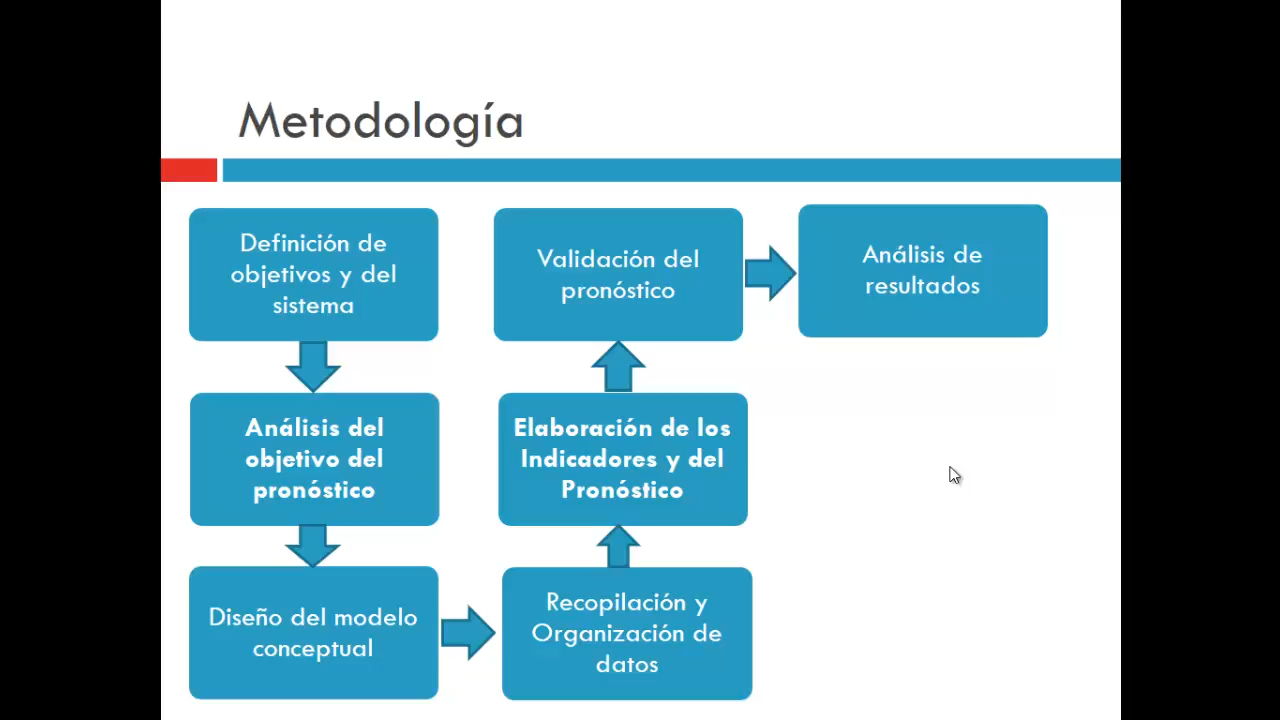 Metodología
Definición de
objetivos y del
sistema
Análisis del
objetivo del
pronóstico
Diseño del modelo
conceptual
Recopilación y
Organización de
datos
Elaboración de los
Indicadores y del
Pronóstico
Validación del
pronóstico
Análisis de
resultados